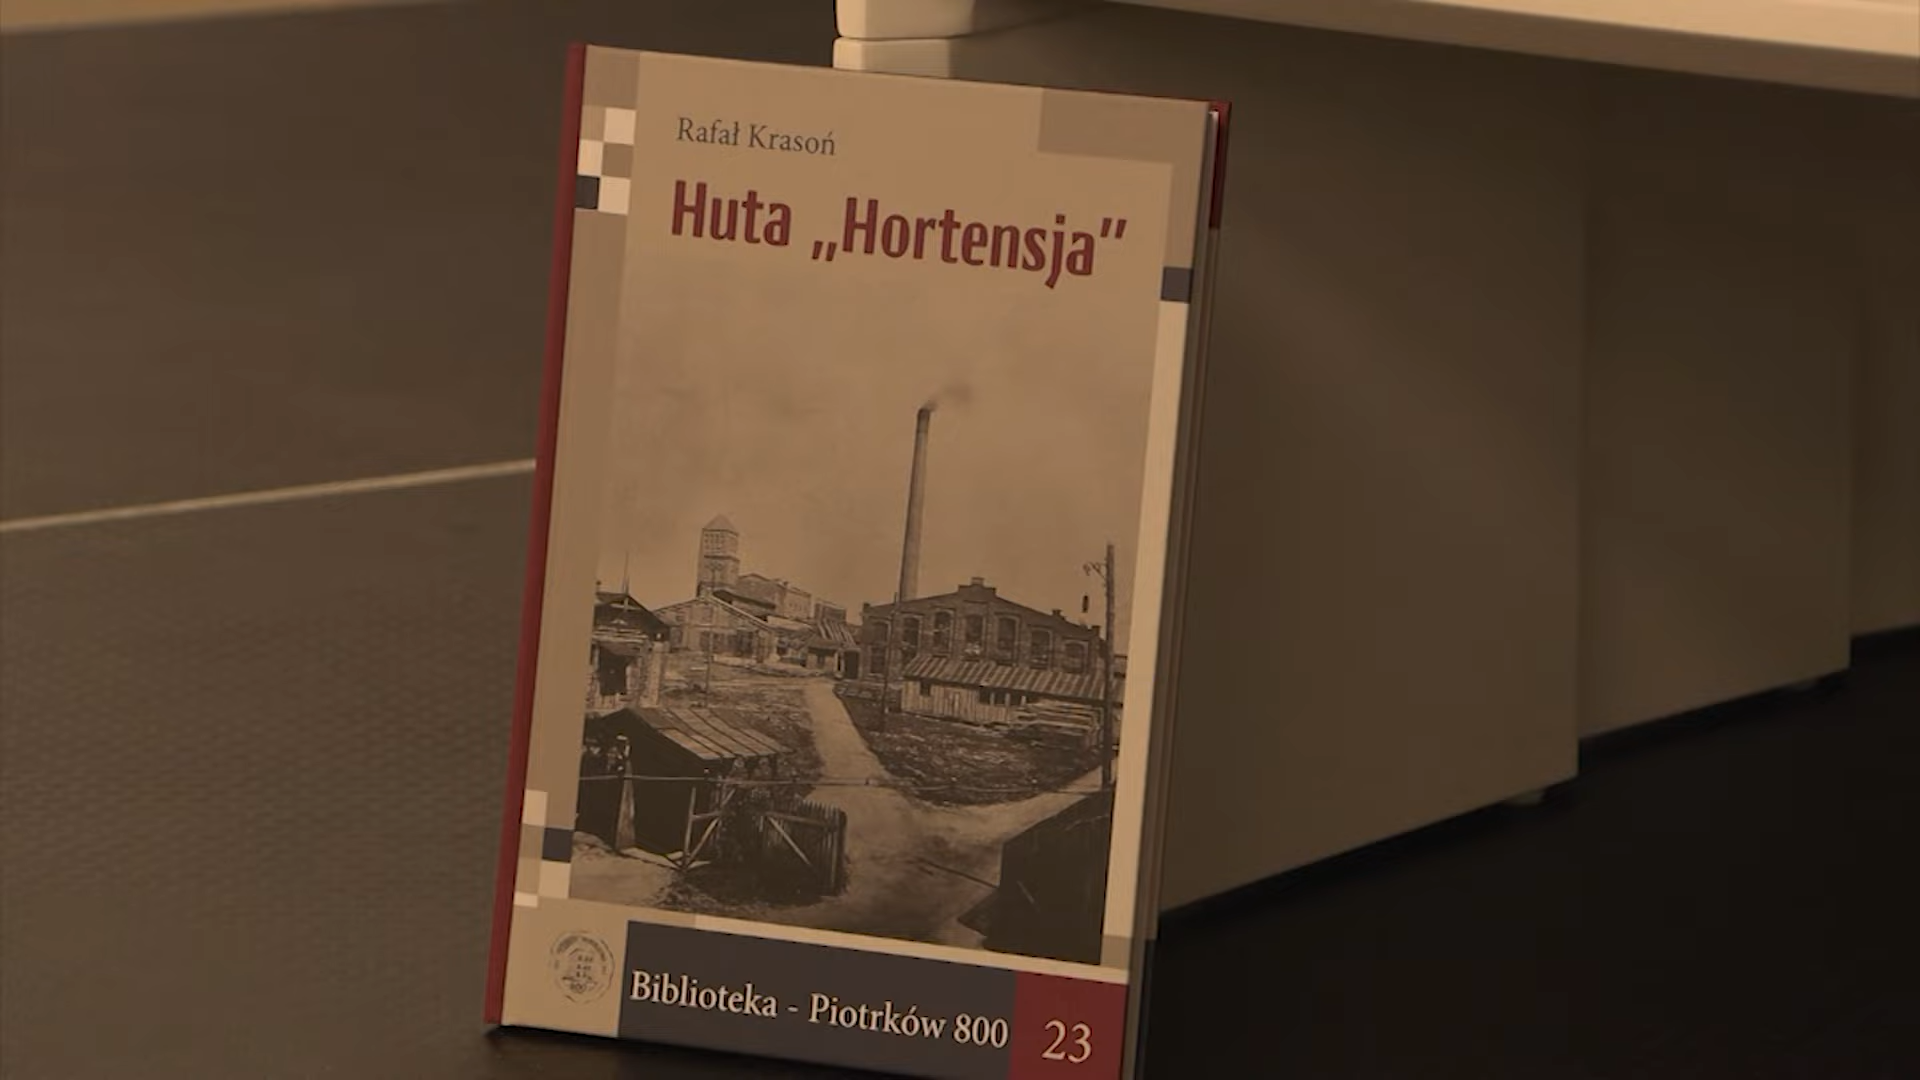 Rafał Krasoń
Huta „Hortensja”
Biblioteka - Piotrków 800
23